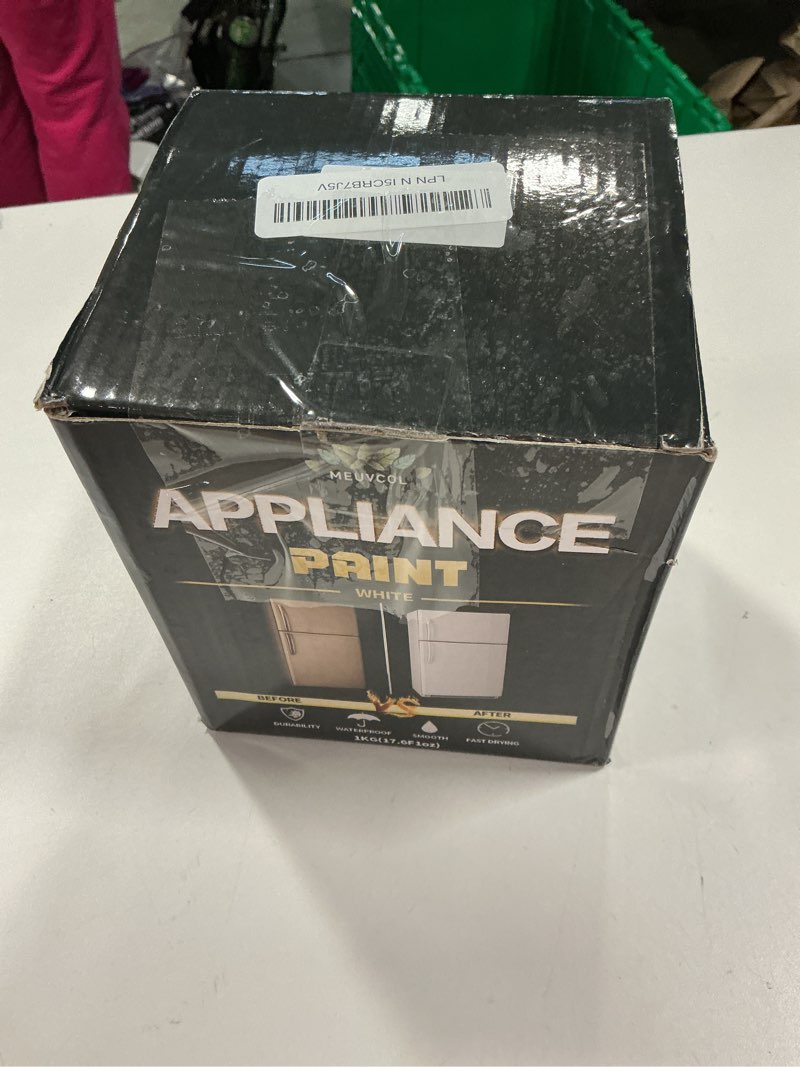 LPN N I5CRB7J5V
MEUVCOL
APPLIANCE
PAINT
WHITE
VS
BEFORE
AFTER
DURABILITY
WATERPROOF
SMOOTH
FAST DRYING
1KG(17.6Floz)